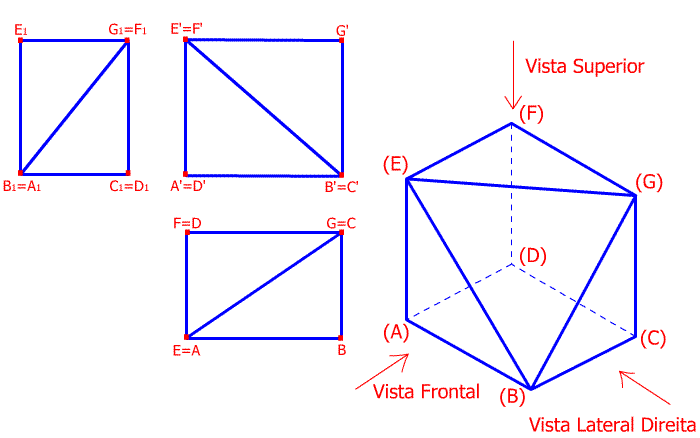 E1 G1=F1
B1=A1 C1=D1
E'=F' G'
A'=D' B'=C'
F=D G=C
E=A B
Vista Superior
(F)
(E)
(G)
(D)
(A)
(C)
Vista Frontal
(B)
Vista Lateral Direita